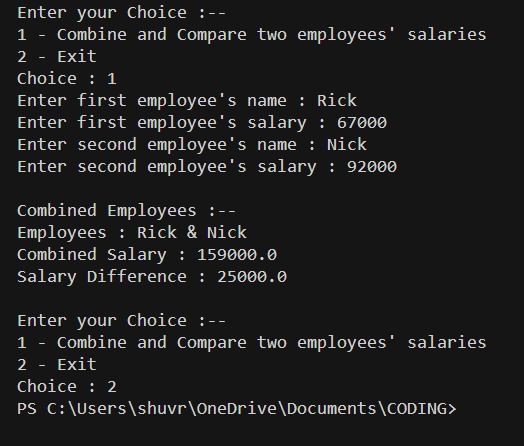 Enter your Choice :--
1 - Combine and Compare two employees' salaries
2 - Exit
Choice : 1
Enter first employee's name : Rick
Enter first employee's salary : 67000
Enter second employee's name : Nick
Enter second employee's salary : 92000

Combined Employees :--
Employees : Rick & Nick
Combined Salary : 159000.0
Salary Difference : 25000.0

Enter your Choice :--
1 - Combine and Compare two employees' salaries
2 - Exit
Choice : 2
PS C:\Users\shuvr\OneDrive\Documents\CODING>